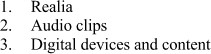 1. Realia
2. Audio clips
3. Digital devices and content